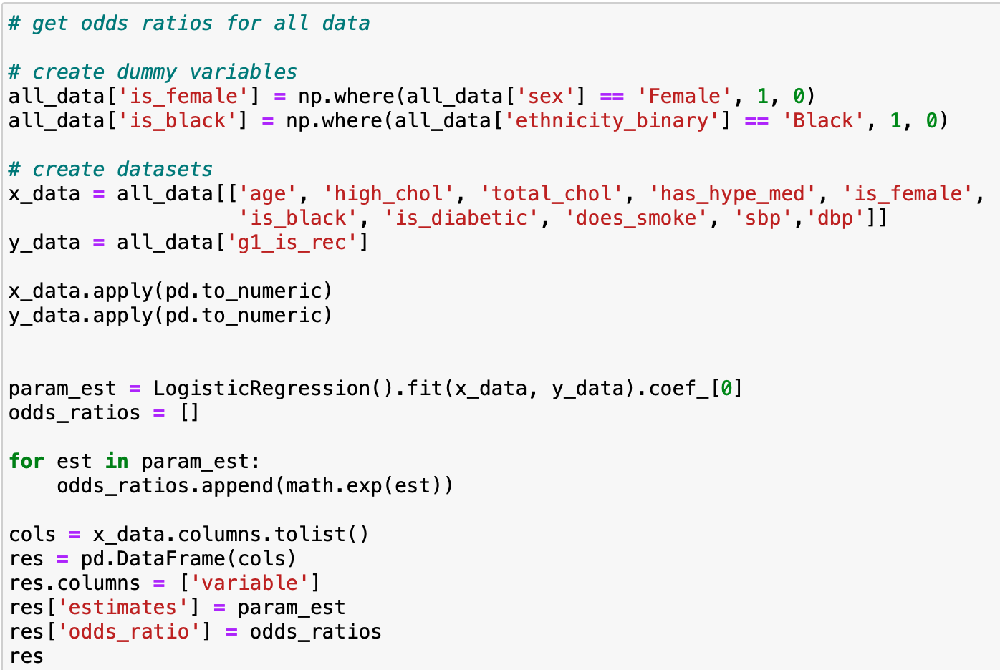 # get odds ratios for all data
# create dummy variables
all_data['is_female'] = np.where(all_data['sex'] == 'Female', 1, 0)
all_data['is_black'] = np.where(all_data['ethnicity_binary'] == 'Black', 1, 0)
# create datasets
x_data = all_data[['age', 'high_chol', 'total_chol', 'has_hype_med', 'is_female',
                   'is_black', 'is_diabetic', 'does_smoke', 'sbp','dbp']]
y_data = all_data['g1_is_rec']
x_data.apply(pd.to_numeric)
y_data.apply(pd.to_numeric)
param_est = LogisticRegression().fit(x_data, y_data).coef_[0]
odds_ratios = []
for est in param_est:
    odds_ratios.append(math.exp(est))
cols = x_data.columns.tolist()
res = pd.DataFrame(cols)
res.columns = ['variable']
res['estimates'] = param_est
res['odds_ratio'] = odds_ratios
res